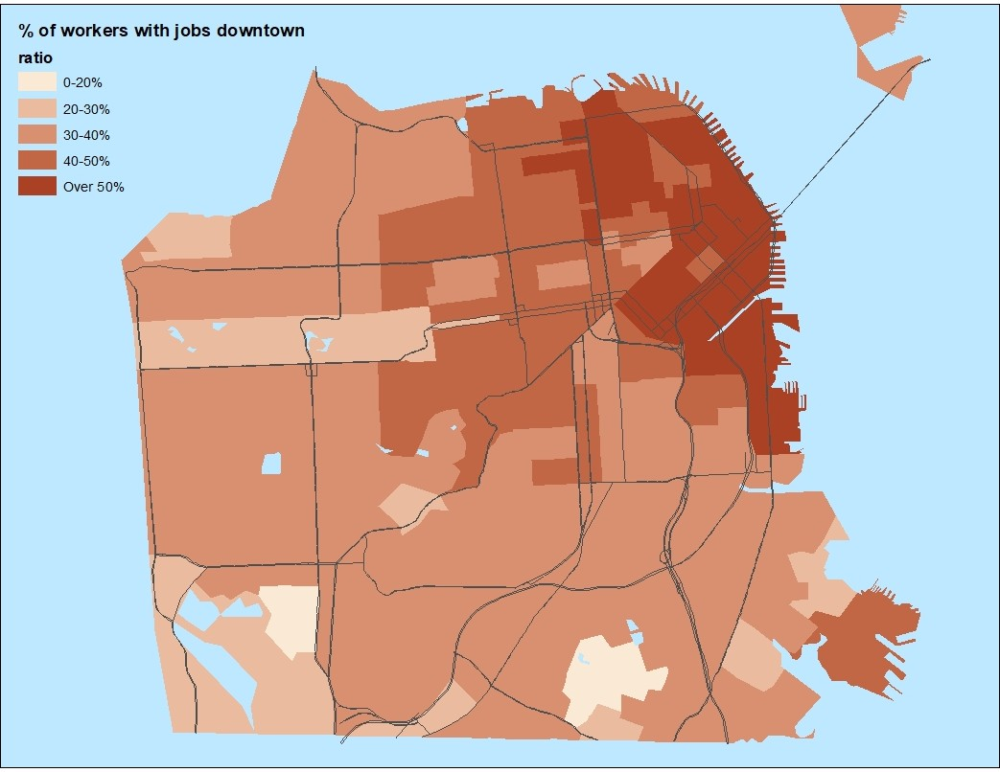 % of workers with jobs downtown
ratio
0-20%
20-30%
30-40%
40-50%
Over 50%